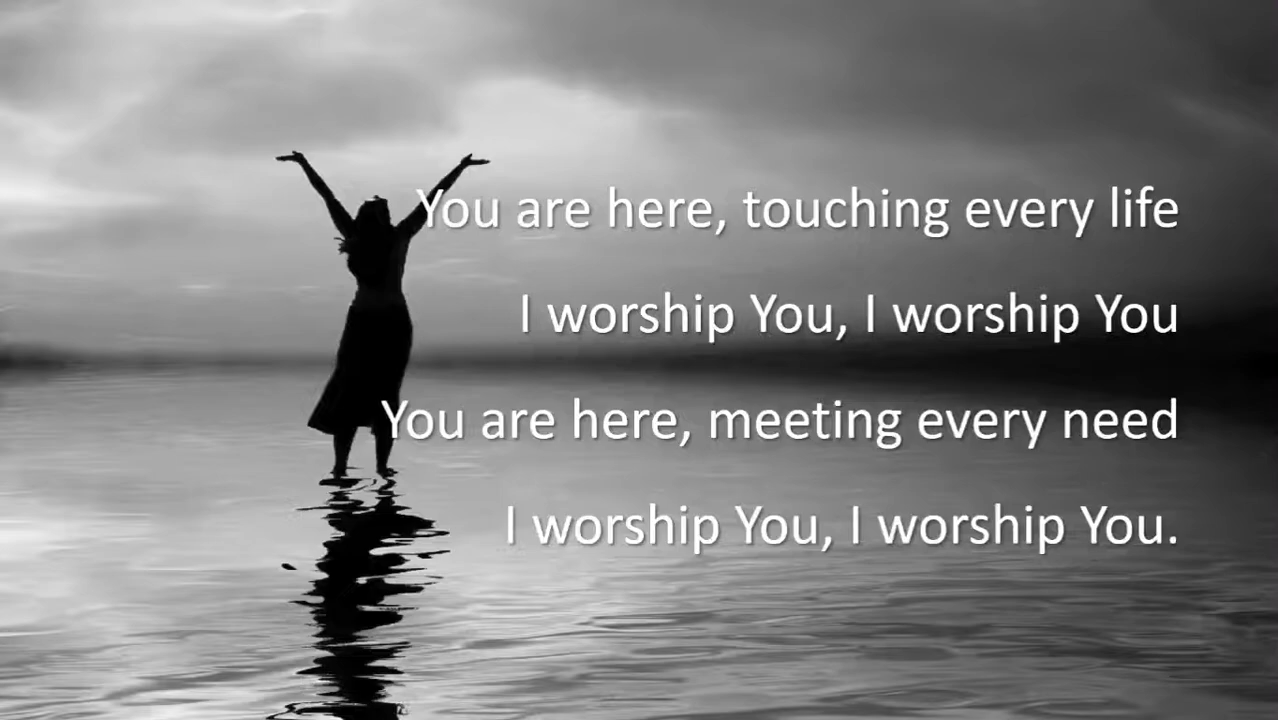 You are here, touching every life
I worship You, I worship You
You are here, meeting every need
I worship You, I worship You.